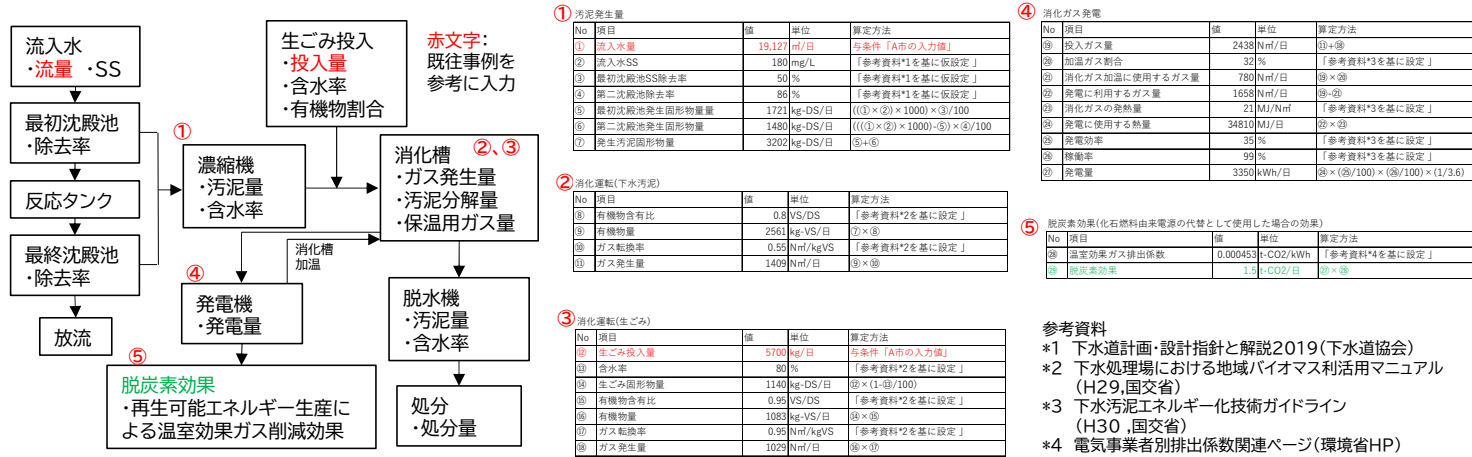 流入水
・流量 ・SS
最初沈殿池
・除去率
反応タンク
最終沈殿池
・除去率
放流
①
濃縮機
・汚泥量
・含水率
生ごみ投入
・投入量
・含水率
・有機物割合
赤文字：
既往事例を
参考に入力
消化槽 ②、③
・ガス発生量
・汚泥分解量
・保温用ガス量
消化槽
加温
④
発電機
・発電量
脱水機
・汚泥量
・含水率
⑤
脱炭素効果
・再生可能エネルギー生産に
よる温室効果ガス削減効果
処分
・処分量
① 汚泥発生量
No 項目 値 単位 算定方法
① 流入水量 19,127 ㎥/日 与条件「A市の入力値」
② 流入水SS 180 mg/L 「参考資料*1を基に仮設定 」
③ 最初沈殿池SS除去率 50 % 「参考資料*1を基に仮設定 」
④ 第二沈殿池SS除去率 86 % 「参考資料*1を基に仮設定 」
⑤ 最初沈殿池発生固形物量量 1721 kg-DS/日 ((①×②)×1000)×③/100
⑥ 第二沈殿池発生固形物量 1480 kg-DS/日 (((①×②)×1000)-⑤)×④/100
⑦ 発生汚泥固形物量 3202 kg-DS/日 ⑤+⑥
② 消化運転(下水汚泥)
No 項目 値 単位 算定方法
⑧ 有機物含有比 0.8 VS/DS 「参考資料*2を基に設定 」
⑨ 有機物量 2561 kg-VS/日 ⑦×⑧
⑩ ガス転換率 0.55 N㎥/kgVS 「参考資料*2を基に設定 」
⑪ ガス発生量 1409 N㎥/日 ⑨×⑩
③ 消化運転(生ごみ)
No 項目 値 単位 算定方法
⑫ 生ごみ投入量 5700 kg/日 与条件「A市の入力値」
⑬ 含水率 80 % 「参考資料*2を基に設定 」
⑭ 生ごみ固形物量 1140 kg-DS/日 ⑫×(1-⑬/100)
⑮ 有機物含有比 0.95 VS/DS 「参考資料*2を基に設定 」
⑯ 有機物量 1083 kg-VS/日 ⑭×⑮
⑰ ガス転換率 0.95 N㎥/kgVS 「参考資料*2を基に設定 」
⑱ ガス発生量 1029 N㎥/日 ⑯×⑰
④ 消化ガス発電
No 項目 値 単位 算定方法
⑲ 投入ガス量 2438 N㎥/日 ⑪+⑱
⑳ 加温ガス割合 32 % 「参考資料*3を基に設定 」
㉑ 消化ガス加温に使用するガス量 780 N㎥/日 ⑲×⑳
㉒ 発電に利用するガス量 1658 N㎥/日 ⑲-㉑
㉓ 消化ガスの発熱量 21 MJ/N㎥ 「参考資料*3を基に設定 」
㉔ 発電に使用する熱量 34810 MJ/日 ㉒×㉓
㉕ 発電効率 35 % 「参考資料*3を基に設定 」
㉖ 稼働率 99 % 「参考資料*3を基に設定 」
㉗ 発電量 3350 kWh/日 ㉔×(㉕/100)×(㉖/100)×(1/3.6)
⑤ 脱炭素効果(化石燃料由来電源の代替として使用した場合の効果)
No 項目 値 単位 算定方法
㉘ 温室効果ガス排出係数 0.000453 t-CO2/kWh 「参考資料*4を基に設定 」
㉙ 脱炭素効果 1.5 t-CO2/日 ㉗×㉘
参考資料
*1 下水道計画・設計指針と解説2019(下水道協会)
*2 下水処理場における地域バイオマス利活用マニュアル
(H29,国交省)
*3 下水汚泥エネルギー化技術ガイドライン
(H30 ,国交省)
*4 電気事業者別排出係数関連ページ(環境省HP)